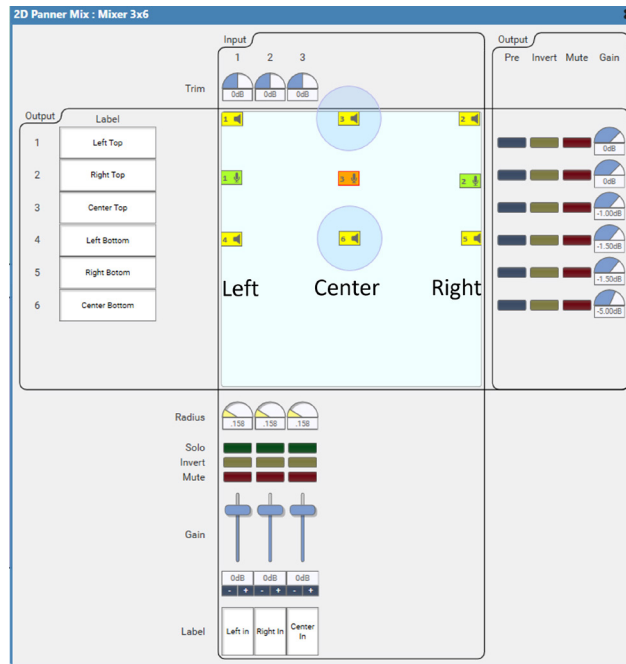 2D Panner Mix : Mixer 3x6
Input
Output
1 2 3
Pre Invert Mute Gain
Trim
0dB 0dB 0dB
Output
Label
1 3 2
1 Left Top
0dB
2 Right Top
1 3 2
0dB
3 Center Top
-1.00dB
4 Left Bottom
4 6 5
-1.50dB
5 Right Botom
Left Center Right
-1.50dB
6 Center Bottom
-5.00dB
Radius
.158 .158 .158
Solo
Invert
Mute
Gain
0dB 0dB 0dB
- + - + - +
Label
Left in Right In Center In